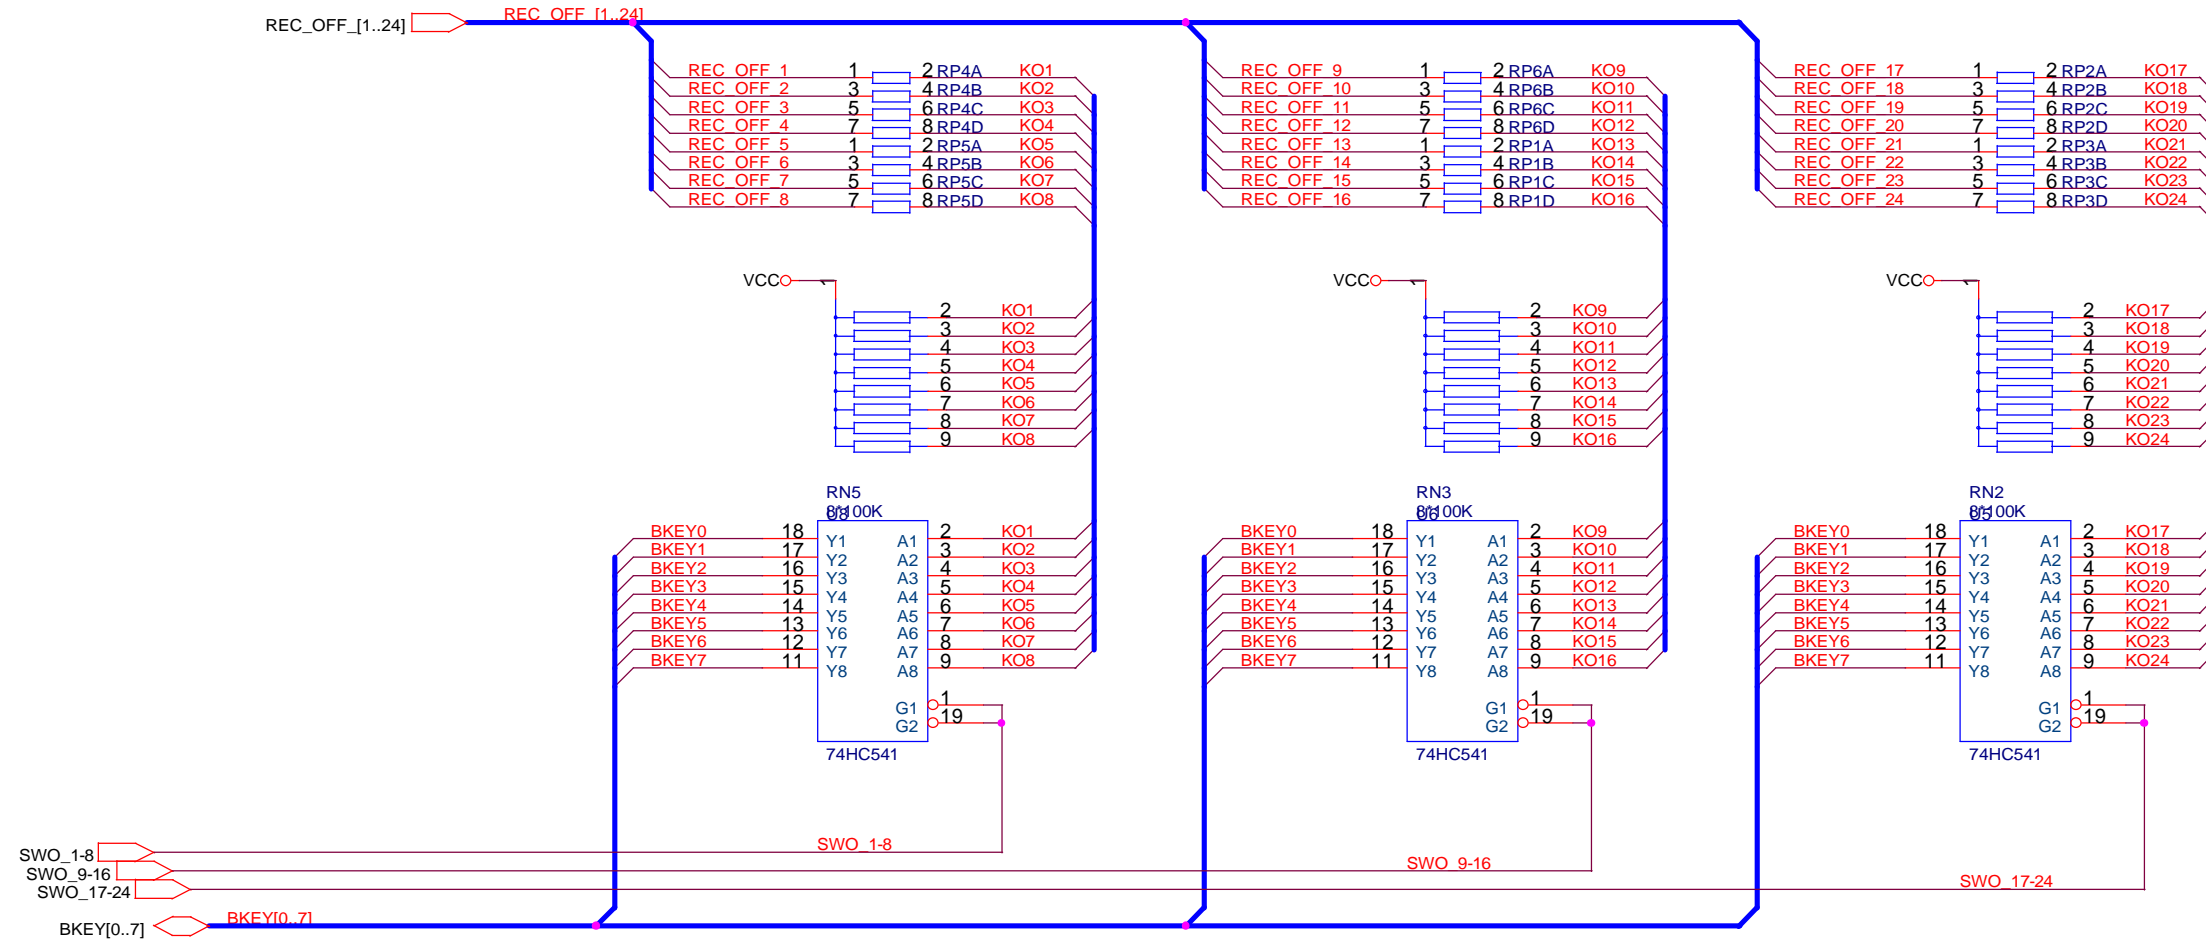 REC_OFF_[1..24] REC_OFF_[1..24]
REC_OFF_1 1 2 RP4A KO1 REC_OFF_9 1 2 RP6A KO9 REC_OFF_17 1 2 RP2A KO17
REC_OFF_2 3 4 RP4B KO2 REC_OFF_10 3 4 RP6B KO10 REC_OFF_18 3 4 RP2B KO18
REC_OFF_3 5 6 RP4C KO3 REC_OFF_11 5 6 RP6C KO11 REC_OFF_19 5 6 RP2C KO19
REC_OFF_4 7 8 RP4D KO4 REC_OFF_12 7 8 RP6D KO12 REC_OFF_20 7 8 RP2D KO20
REC_OFF_5 1 2 RP5A KO5 REC_OFF_13 1 2 RP1A KO13 REC_OFF_21 1 2 RP3A KO21
REC_OFF_6 3 4 RP5B KO6 REC_OFF_14 3 4 RP1B KO14 REC_OFF_22 3 4 RP3B KO22
REC_OFF_7 5 6 RP5C KO7 REC_OFF_15 5 6 RP1C KO15 REC_OFF_23 5 6 RP3C KO23
REC_OFF_8 7 8 RP5D KO8 REC_OFF_16 7 8 RP1D KO16 REC_OFF_24 7 8 RP3D KO24
VCC 1 VCC 1 VCC 1
2 KO1 2 KO9 2 KO17
3 KO2 3 KO10 3 KO18
4 KO3 4 KO11 4 KO19
5 KO4 5 KO12 5 KO20
6 KO5 6 KO13 6 KO21
7 KO6 7 KO14 7 KO22
8 KO7 8 KO15 8 KO23
9 KO8 9 KO16 9 KO24
RN5 RN3 RN2
8*100K 8*100K 8*100K
U8 U6 U5
BKEY0 18 Y1 A1 2 KO1 BKEY0 18 Y1 A1 2 KO9 BKEY0 18 Y1 A1 2 KO17
BKEY1 17 Y2 A2 3 KO2 BKEY1 17 Y2 A2 3 KO10 BKEY1 17 Y2 A2 3 KO18
BKEY2 16 Y3 A3 4 KO3 BKEY2 16 Y3 A3 4 KO11 BKEY2 16 Y3 A3 4 KO19
BKEY3 15 Y4 A4 5 KO4 BKEY3 15 Y4 A4 5 KO12 BKEY3 15 Y4 A4 5 KO20
BKEY4 14 Y5 A5 6 KO5 BKEY4 14 Y5 A5 6 KO13 BKEY4 14 Y5 A5 6 KO21
BKEY5 13 Y6 A6 7 KO6 BKEY5 13 Y6 A6 7 KO14 BKEY5 13 Y6 A6 7 KO22
BKEY6 12 Y7 A7 8 KO7 BKEY6 12 Y7 A7 8 KO15 BKEY6 12 Y7 A7 8 KO23
BKEY7 11 Y8 A8 9 KO8 BKEY7 11 Y8 A8 9 KO16 BKEY7 11 Y8 A8 9 KO24
G1 1 G1 1 G1 1
G2 19 G2 19 G2 19
74HC541 74HC541 74HC541
SWO_1-8 SWO_1-8
SWO_9-16 SWO_9-16
SWO_17-24 SWO_17-24
BKEY[0..7] BKEY[0..7]